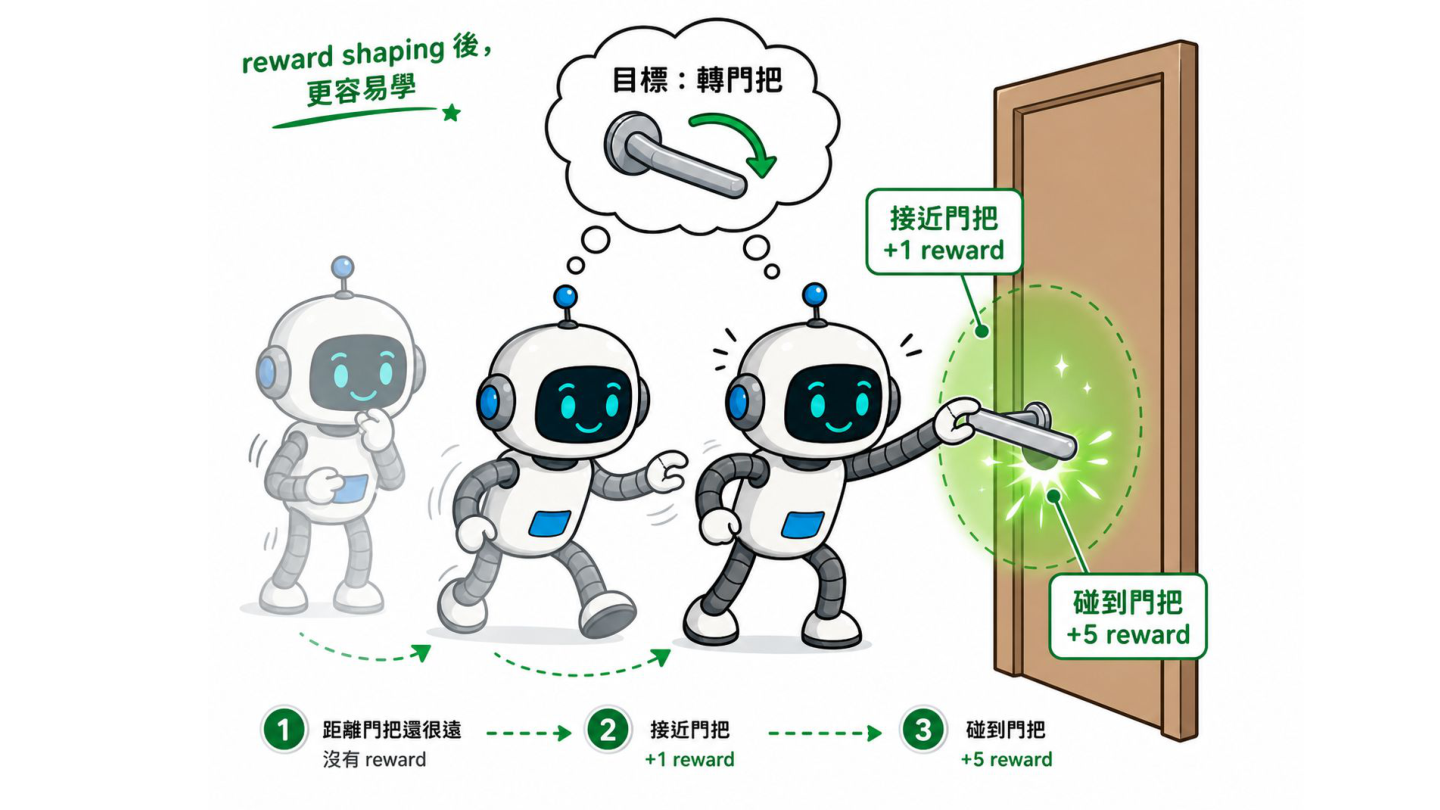 reward shaping 後，
更容易學
目標：轉門把
接近門把
+1 reward
碰到門把
+5 reward
1
距離門把還很遠
沒有 reward
2
接近門把
+1 reward
3
碰到門把
+5 reward